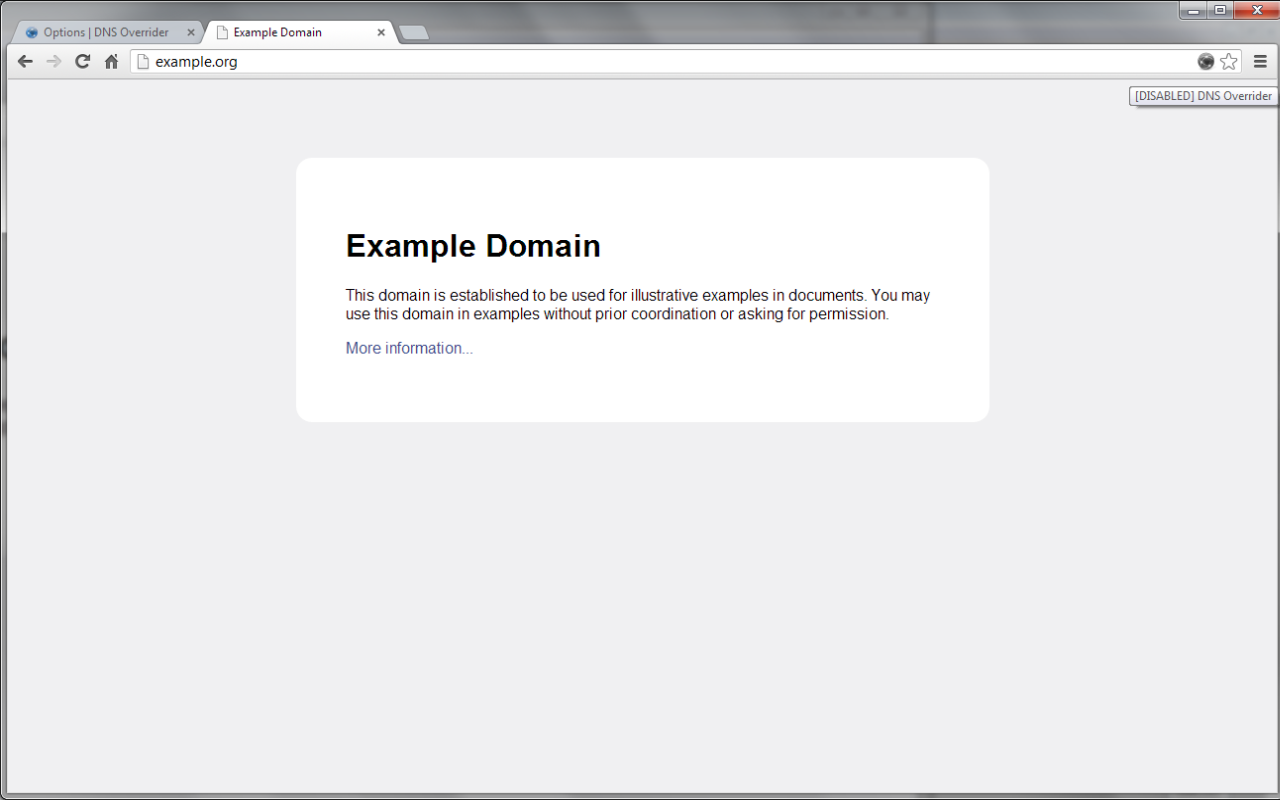 Options | DNS Overrider
Example Domain
example.org
[DISABLED] DNS Overrider
Example Domain
This domain is established to be used for illustrative examples in documents. You may
use this domain in examples without prior coordination or asking for permission.
More information...